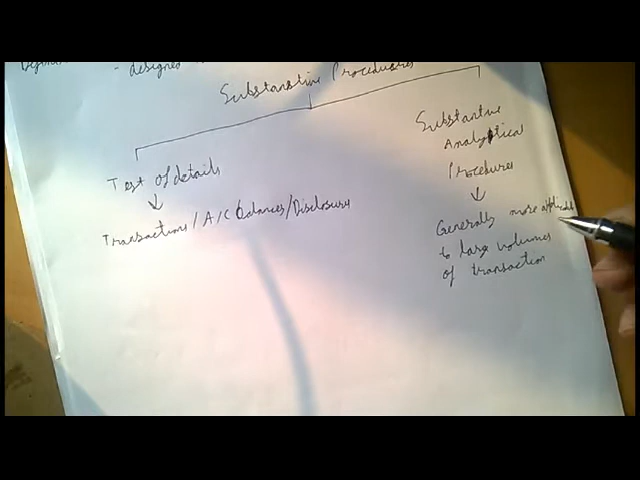 designed
Substantive Procedures
Test of details
Transactions / A/C balances / Disclosure
Substantive
Analytical
Procedures
Generally more applicable
to large volumes
of transaction